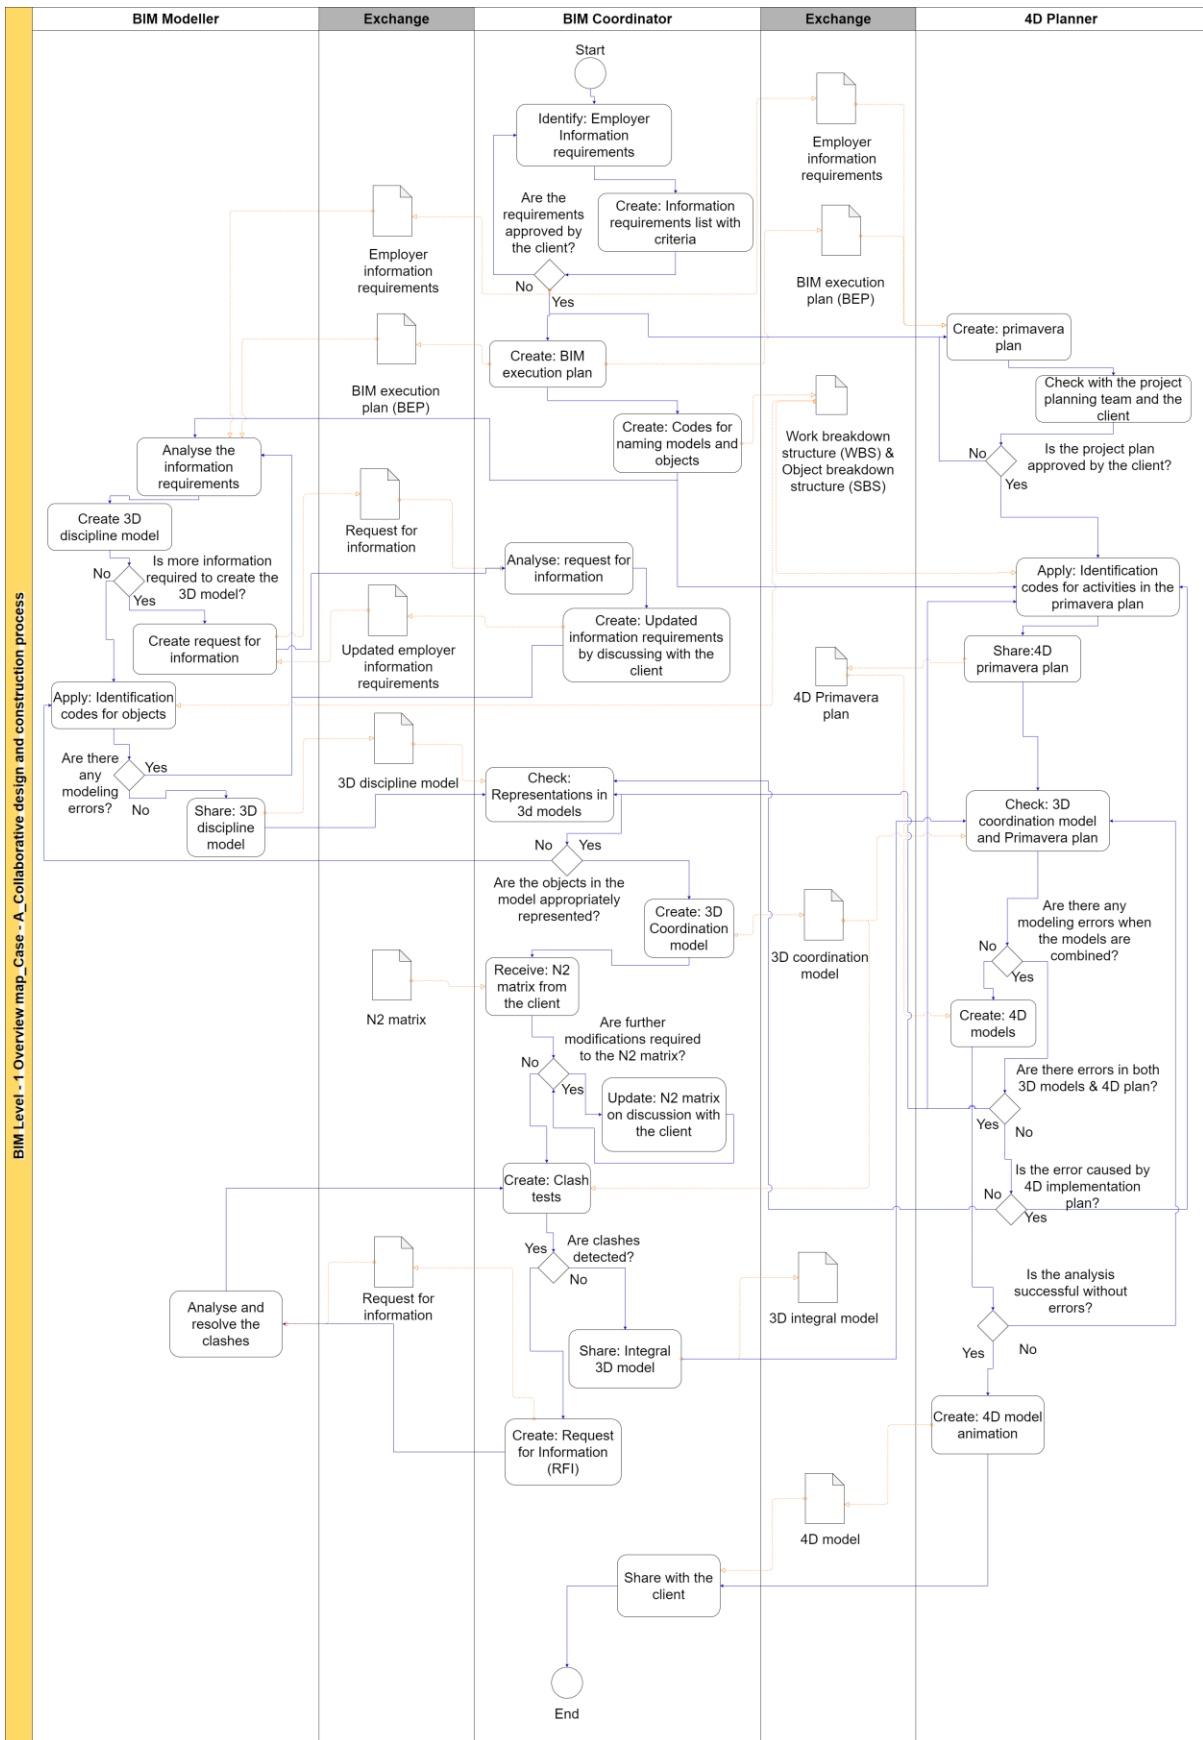 BIM Level - 1 Overview map_Case - A_Collaborative design and construction process
BIM Modeller
Exchange
BIM Coordinator
Exchange
4D Planner
Start
Identify: Employer
Information
requirements
Employer
information
requirements
Are the
requirements
approved by
the client?
Create: Information
requirements list with
criteria
Employer
information
requirements
No
Yes
BIM execution
plan (BEP)
Create: primavera
plan
Create: BIM
execution plan
BIM execution
plan (BEP)
Check with the project
planning team and the
client
Create: Codes for
naming models and
objects
Work breakdown
structure (WBS) &
Object breakdown
structure (SBS)
No
Is the project plan
approved by the client?
Yes
Analyse the
information
requirements
Create 3D
discipline model
Request for
information
Is more information
required to create the
3D model?
No
Yes
Analyse: request for
information
Apply: Identification
codes for activities in the
primavera plan
Create request for
information
Updated employer
information
requirements
Create: Updated
information requirements
by discussing with the
client
Share:4D
primavera plan
4D Primavera
plan
Apply: Identification
codes for objects
Are there
any
modeling
errors?
Yes
No
3D discipline model
Share: 3D
discipline
model
Check:
Representations in
3d models
Check: 3D
coordination model
and Primavera plan
No
Yes
Are the objects in the
model appropriately
represented?
Create: 3D
Coordination
model
3D coordination
model
Are there any
modeling errors when
the models are
combined?
No
Yes
N2 matrix
Receive: N2
matrix from
the client
Create: 4D
models
Are further
modifications required
to the N2 matrix?
No
Yes
Update: N2 matrix
on discussion with
the client
Are there errors in both
3D models & 4D plan?
Yes
No
Create: Clash
tests
Is the error caused by
4D implementation
plan?
No
Yes
Yes
Are clashes
detected?
No
Request for
information
Analyse and
resolve the
clashes
3D integral model
Is the analysis
successful without
errors?
Yes
No
Share: Integral
3D model
Create: Request
for Information
(RFI)
Create: 4D model
animation
4D model
Share with the
client
End